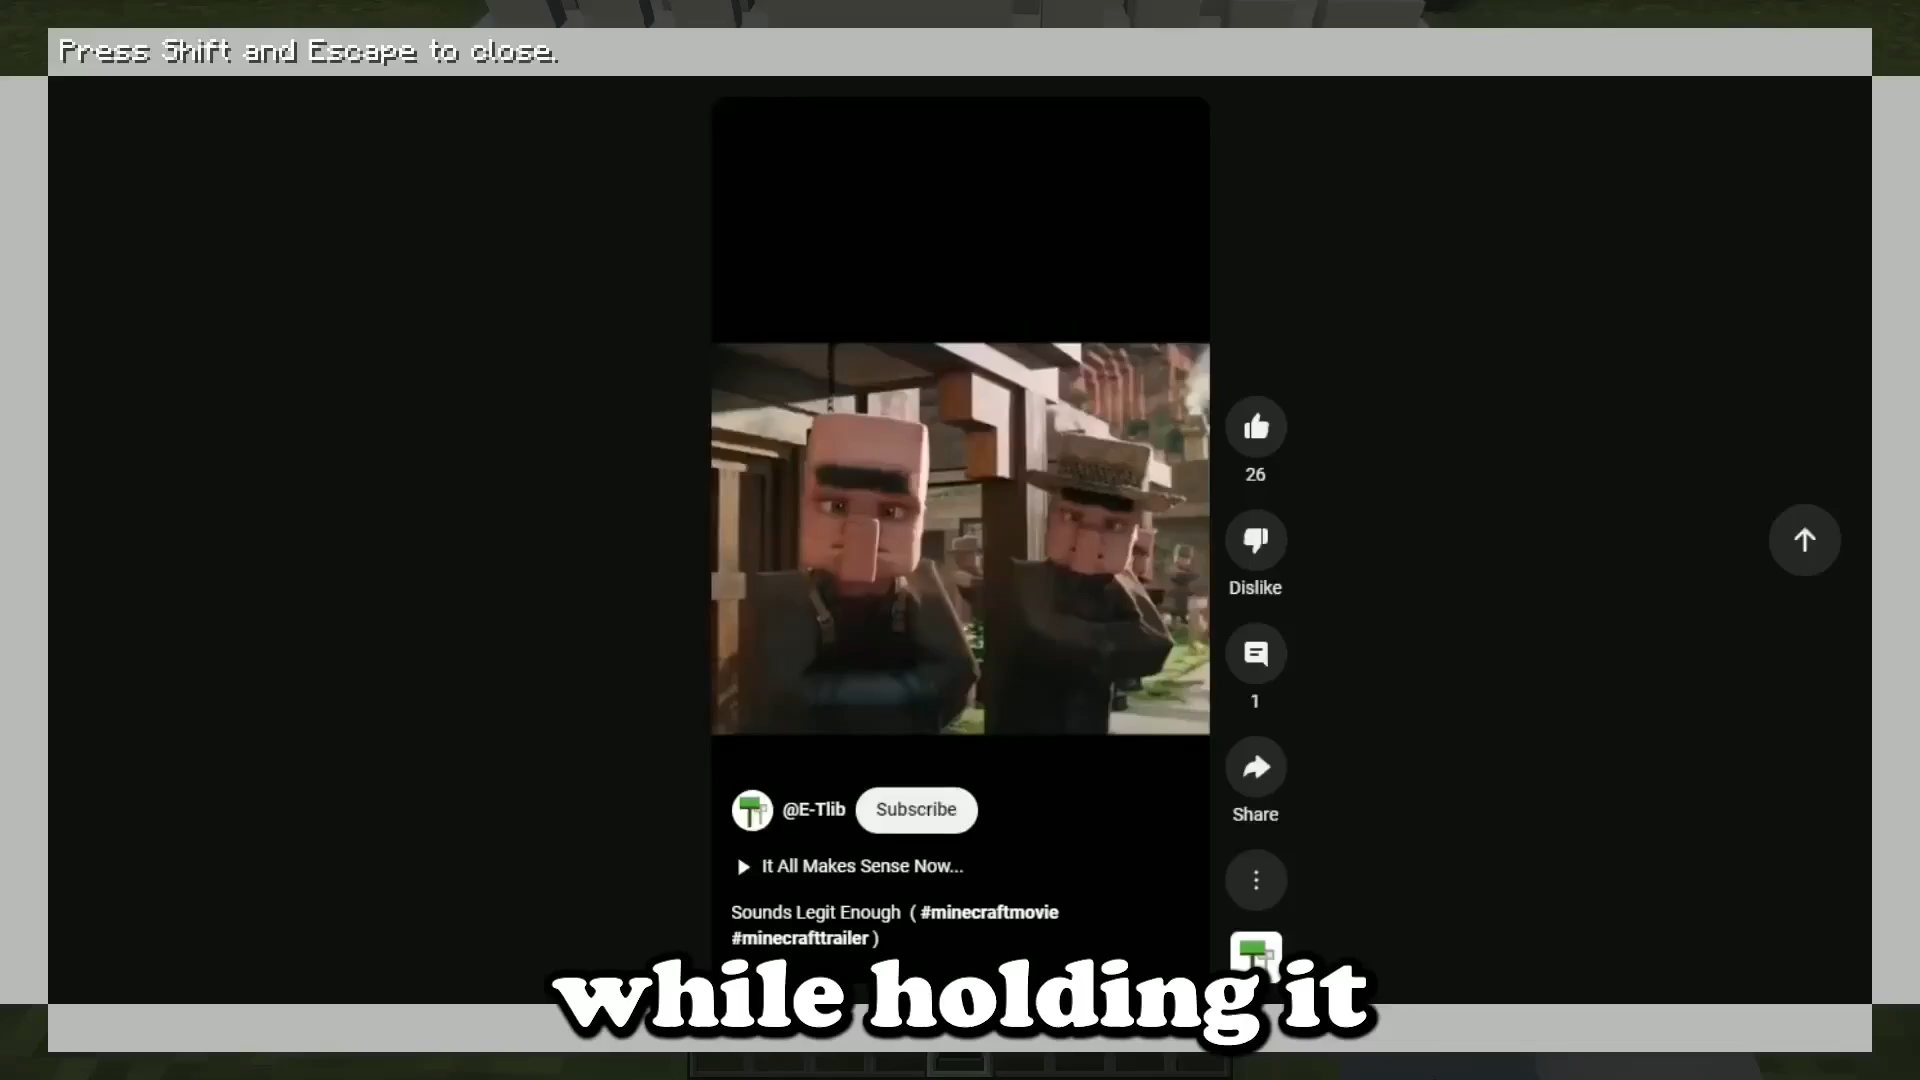 Press Shift and Escape to close.
26
Dislike
1
Share
@E-Tlib
Subscribe
It All Makes Sense Now...
Sounds Legit Enough ( #minecraftmovie
#minecrafttrailer )
while holding it